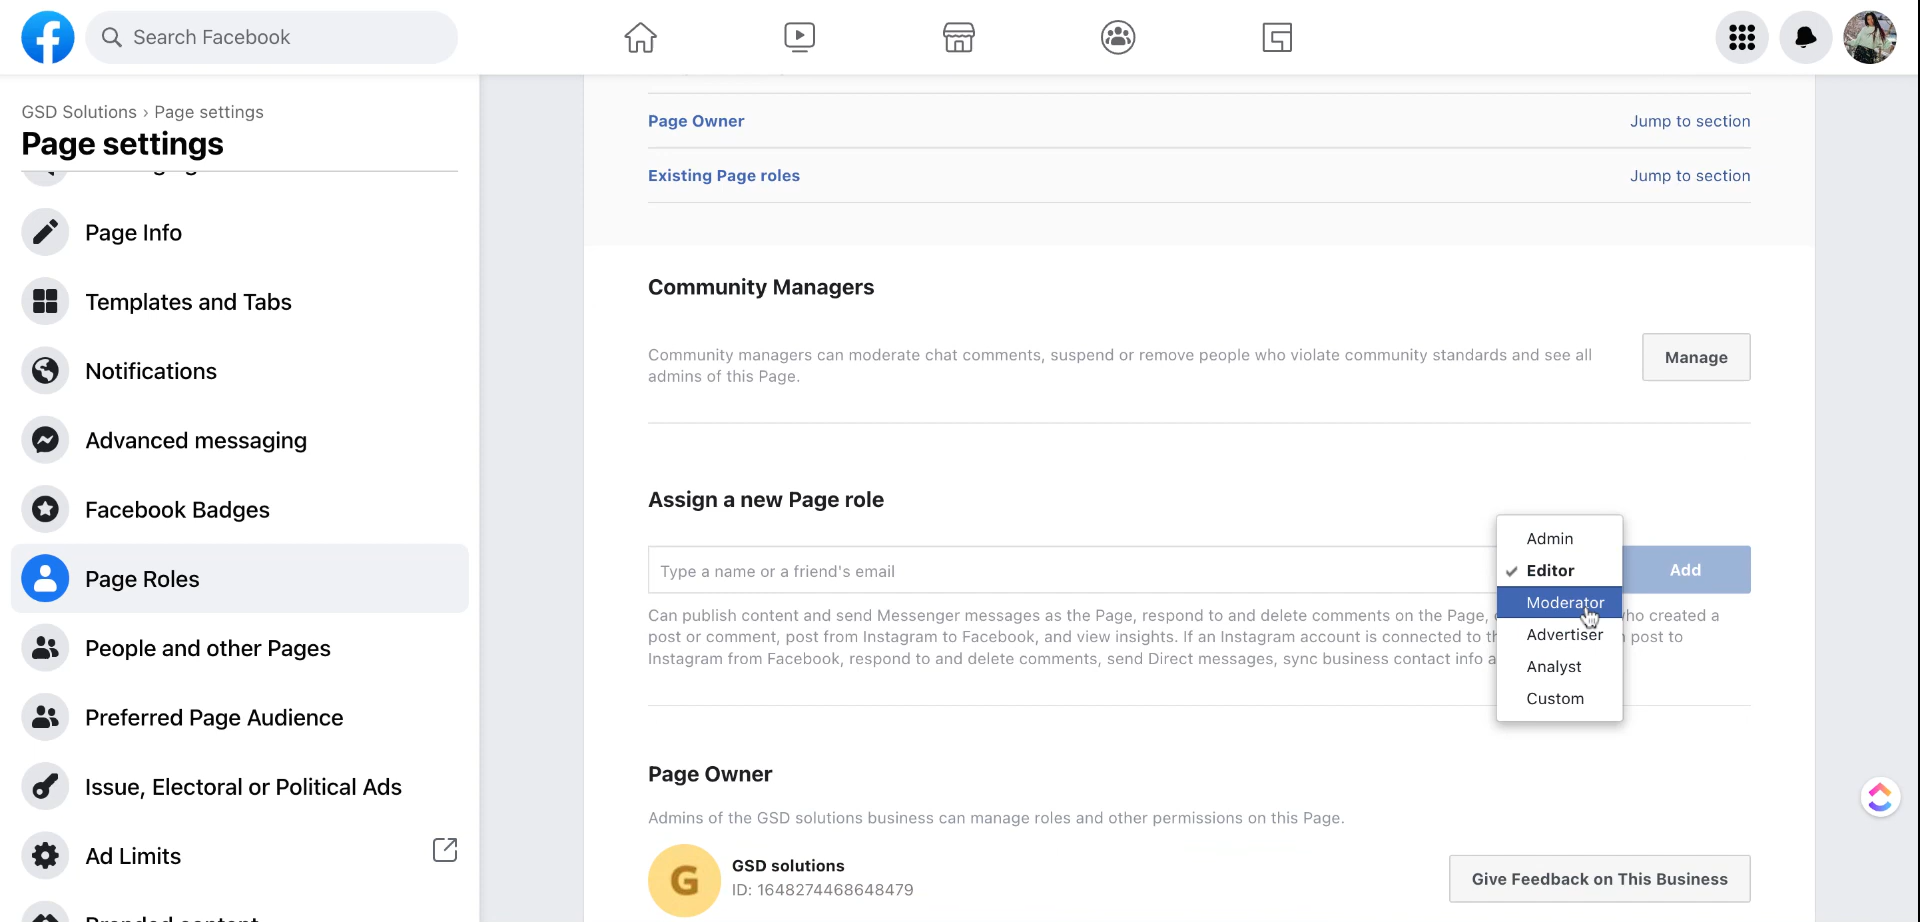 Search Facebook
GSD Solutions › Page settings
Page settings
Page Info
Templates and Tabs
Notifications
Advanced messaging
Facebook Badges
Page Roles
People and other Pages
Preferred Page Audience
Issue, Electoral or Political Ads
Ad Limits
Page Owner
Jump to section
Existing Page roles
Jump to section
Community Managers
Community managers can moderate chat comments, suspend or remove people who violate community standards and see all
admins of this Page.
Manage
Assign a new Page role
Type a name or a friend's email
Add
Admin
Editor
Moderator
Advertiser
Analyst
Custom
Can publish content and send Messenger messages as the Page, respond to and delete comments on the Page, who created a
post or comment, post from Instagram to Facebook, and view insights. If an Instagram account is connected to post to
Instagram from Facebook, respond to and delete comments, send Direct messages, sync business contact info
Page Owner
Admins of the GSD solutions business can manage roles and other permissions on this Page.
G
GSD solutions
ID: 1648274468648479
Give Feedback on This Business